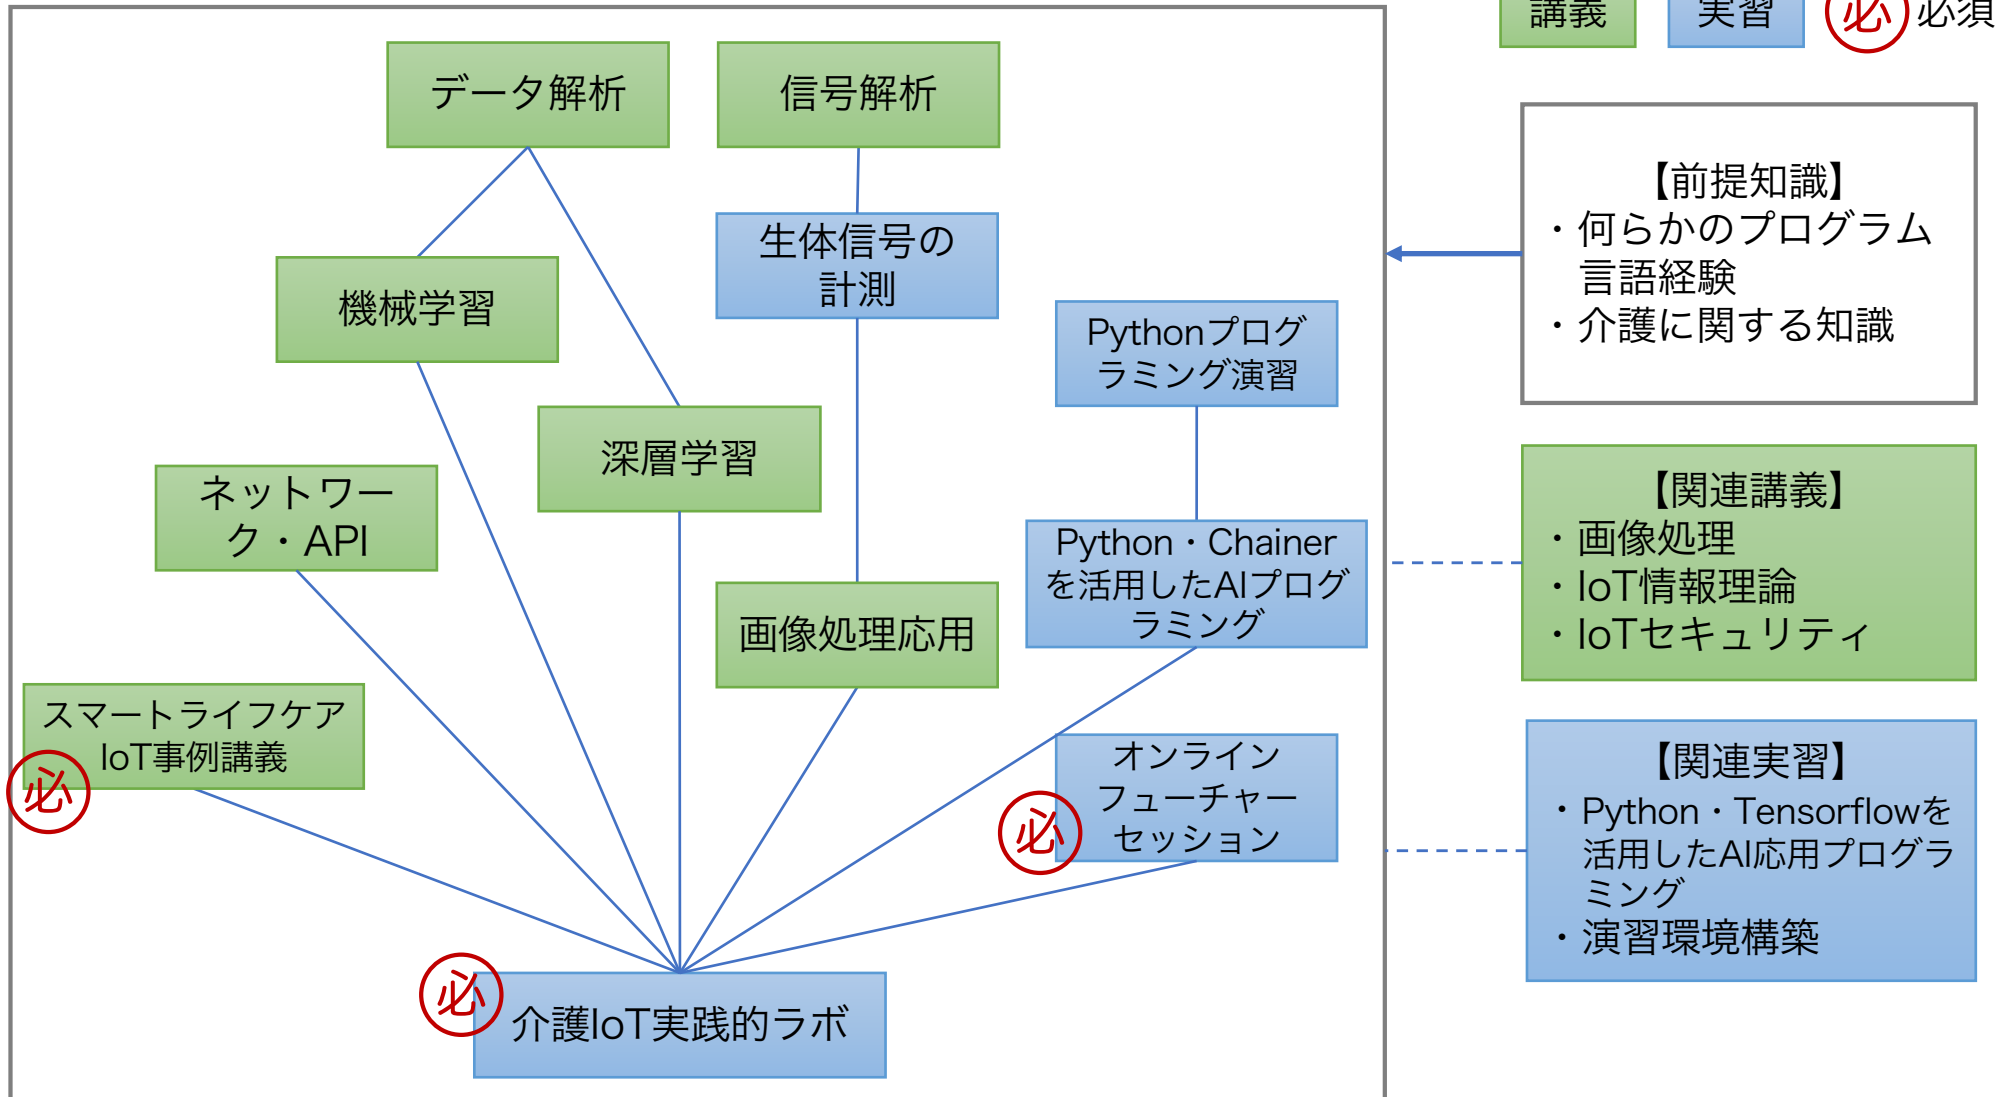 講義
実習
必
必須
データ解析
信号解析
生体信号の
計測
機械学習
Pythonプログ
ラミング演習
深層学習
ネットワー
ク・API
Python・Chainer
を活用したAIプログ
ラミング
画像処理応用
スマートライフケア
IoT事例講義
必
オンライン
フューチャー
セッション
必
必
介護IoT実践的ラボ
【前提知識】
・何らかのプログラム
言語経験
・介護に関する知識
【関連講義】
・画像処理
・IoT情報理論
・IoTセキュリティ
【関連実習】
・Python・Tensorflowを
活用したAI応用プログラ
ミング
・演習環境構築